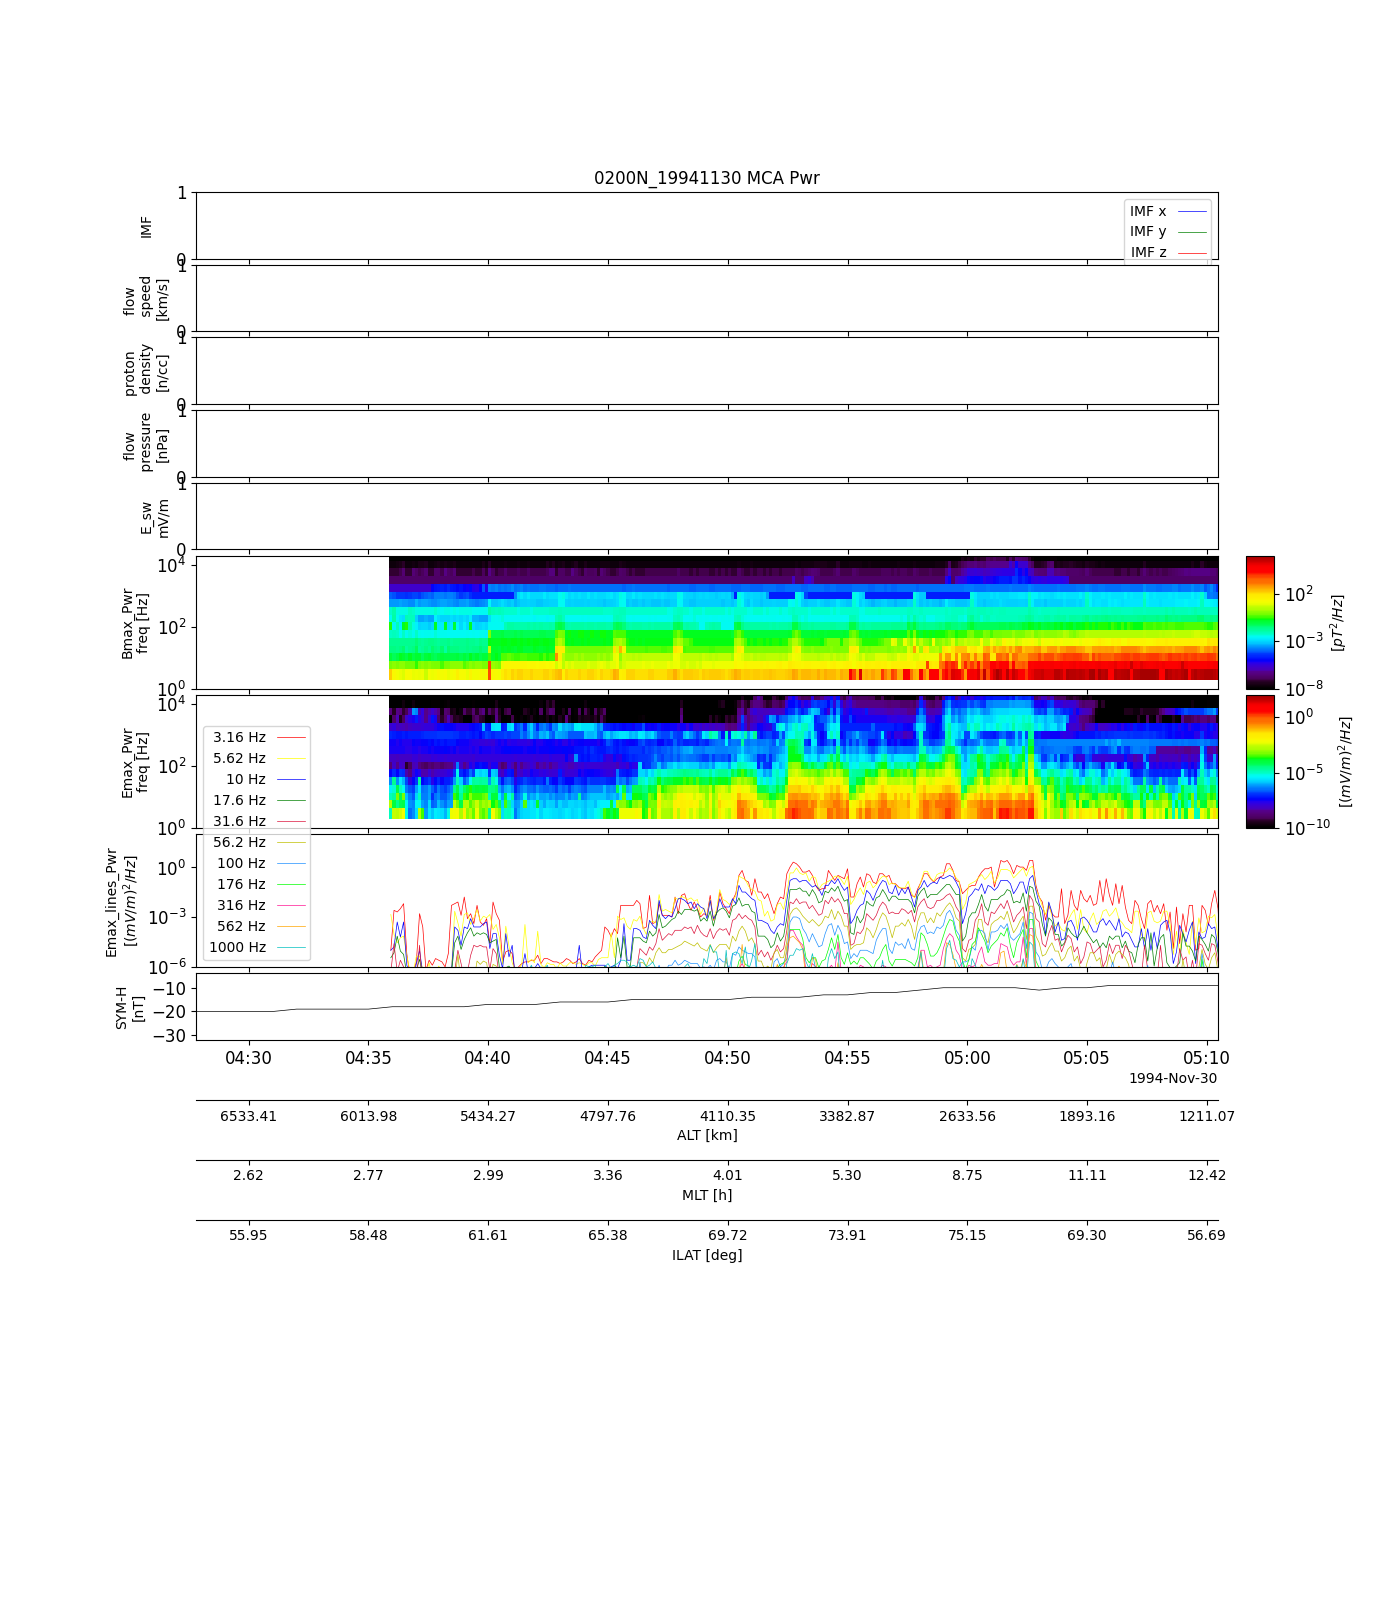 0200N_19941130 MCA Pwr
1
IMF
0
IMF x
IMF y
IMF z
1
flow
speed
[km/s]
0
1
proton
density
[n/cc]
0
1
flow
pressure
[nPa]
0
1
E_sw
mV/m
0
10^4
10^2
10^0
Bmax_Pwr
freq [Hz]
10^2
10^-3
10^-8
[pT^2/Hz]
10^4
10^2
10^0
Emax_Pwr
freq [Hz]
10^0
10^-5
10^-10
[(mV/m)^2/Hz]
3.16 Hz
5.62 Hz
10 Hz
17.6 Hz
31.6 Hz
56.2 Hz
100 Hz
176 Hz
316 Hz
562 Hz
1000 Hz
10^0
10^-3
10^-6
Emax_lines_Pwr
[(mV/m)^2/Hz]
−10
−20
−30
SYM-H
[nT]
04:30 04:35 04:40 04:45 04:50 04:55 05:00 05:05 05:10
1994-Nov-30
6533.41 6013.98 5434.27 4797.76 4110.35 3382.87 2633.56 1893.16 1211.07
ALT [km]
2.62 2.77 2.99 3.36 4.01 5.30 8.75 11.11 12.42
MLT [h]
55.95 58.48 61.61 65.38 69.72 73.91 75.15 69.30 56.69
ILAT [deg]